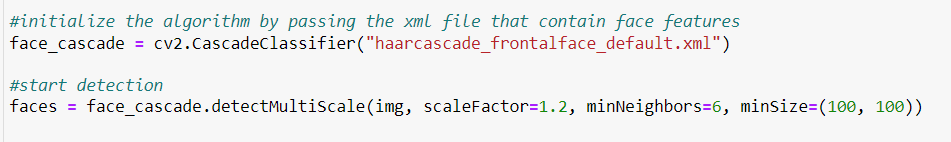 #initialize the algorithm by passing the xml file that contain face features
face_cascade = cv2.CascadeClassifier("haarcascade_frontalface_default.xml")
#start detection
faces = face_cascade.detectMultiScale(img, scaleFactor=1.2, minNeighbors=6, minSize=(100, 100))